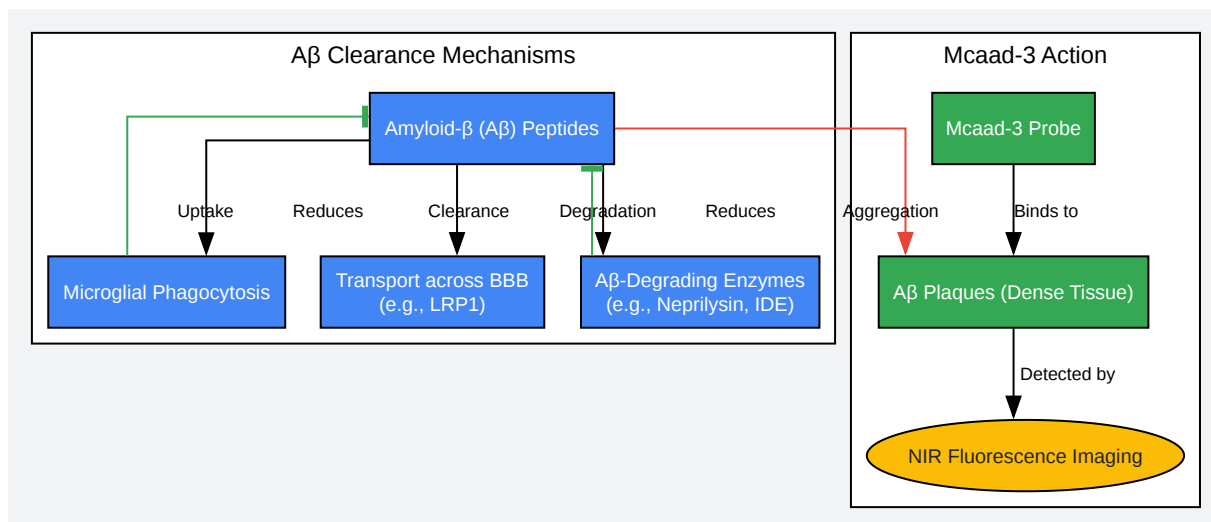 Aβ Clearance Mechanisms
Mcaad-3 Action
Amyloid-β (Aβ) Peptides
Mcaad-3 Probe
Uptake
Reduces
Clearance
Degradation
Reduces
Aggregation
Binds to
Microglial Phagocytosis
Transport across BBB
(e.g., LRP1)
Aβ-Degrading Enzymes
(e.g., Neprilysin, IDE)
Aβ Plaques (Dense Tissue)
Detected by
NIR Fluorescence Imaging